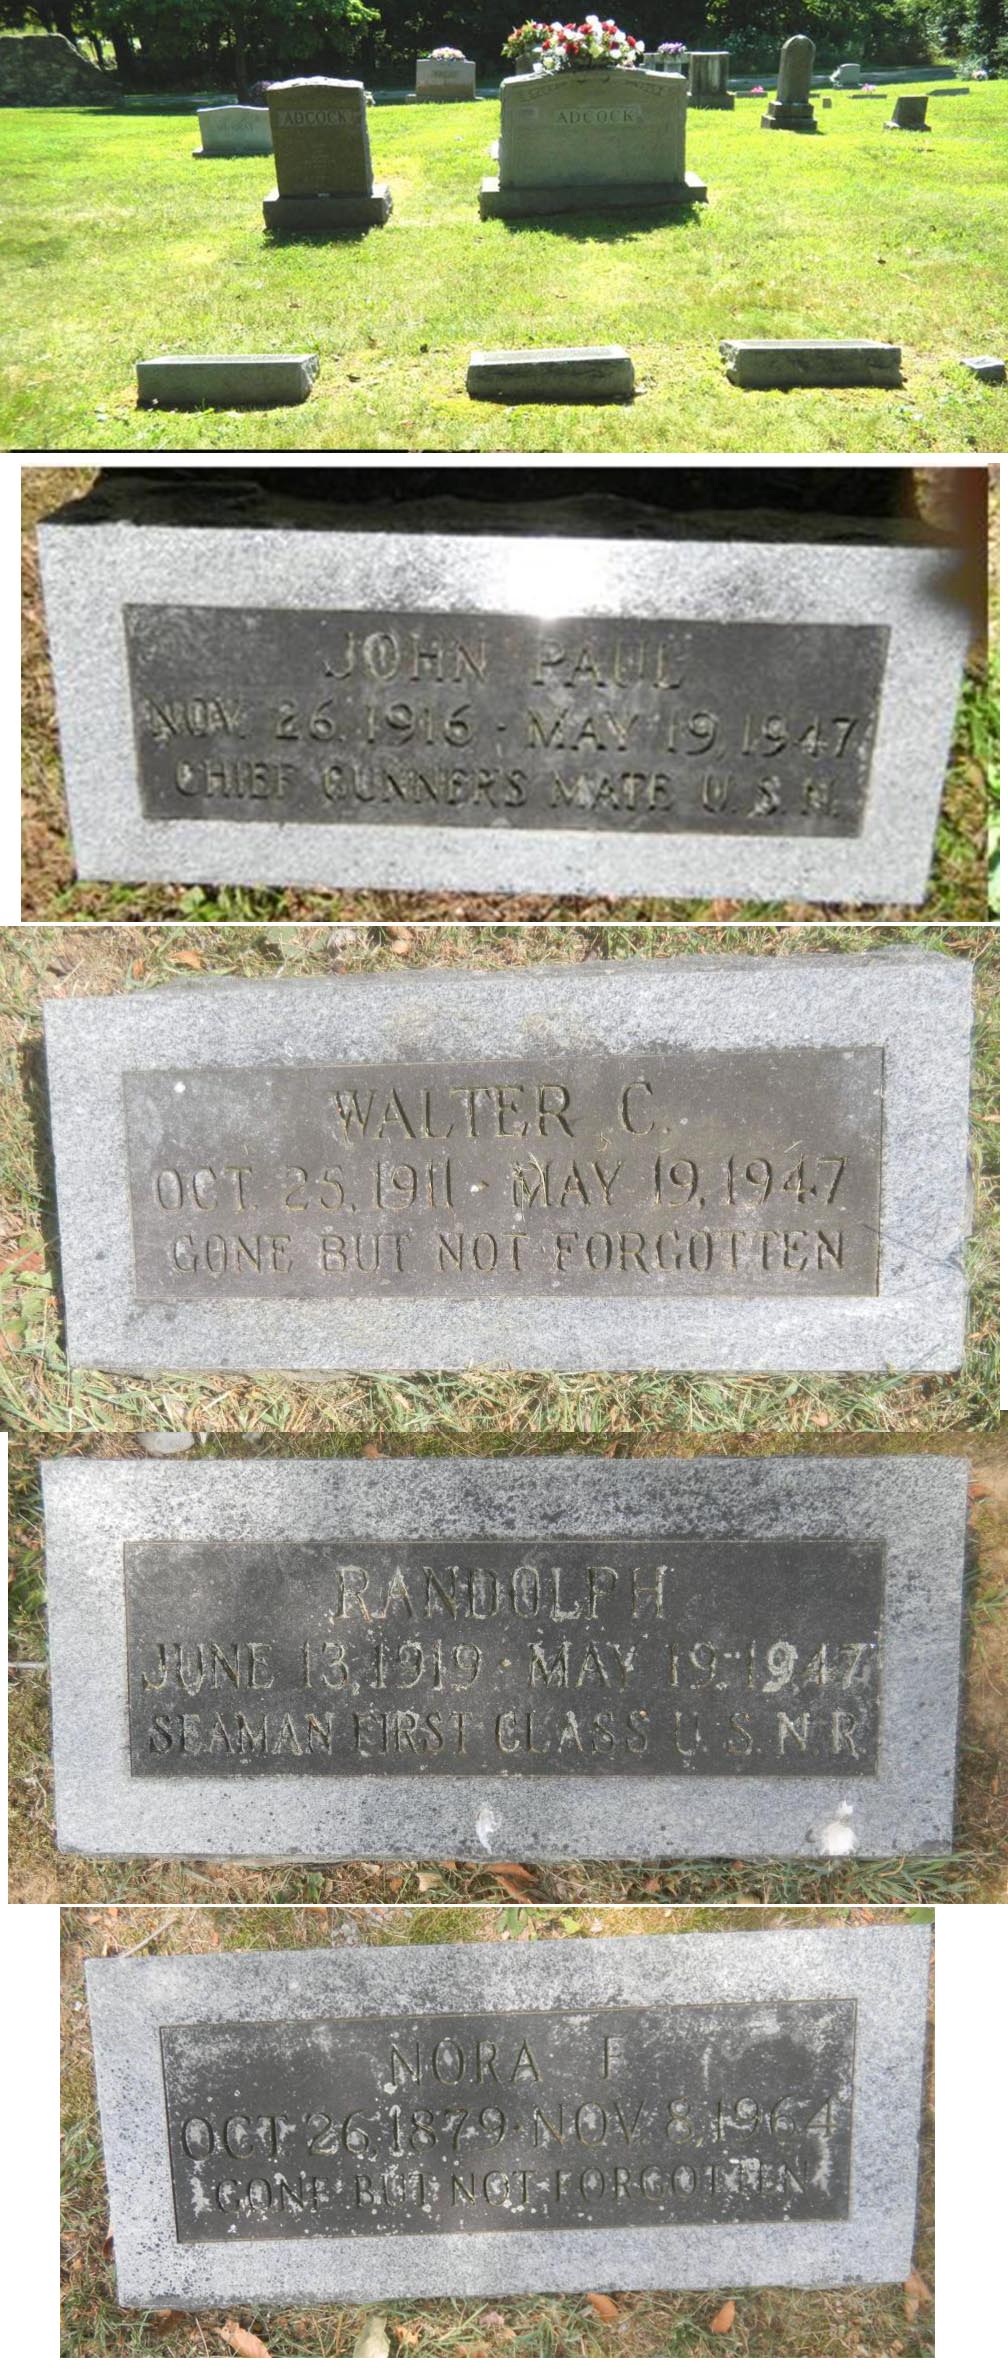 ADCOCK
ADCOCK
JOHN PAUL
NOV. 26, 1916 · MAY 19, 1947
CHIEF GUNNER'S MATE U. S. N.
WALTER C.
OCT. 25, 1911 · MAY 19, 1947
GONE BUT NOT FORGOTTEN
RANDOLPH
JUNE 13, 1919 · MAY 19, 1947
SEAMAN FIRST CLASS U. S. N. R.
NORA F
OCT 26, 1879 · NOV. 8, 1964
GONE BUT NOT FORGOTTEN